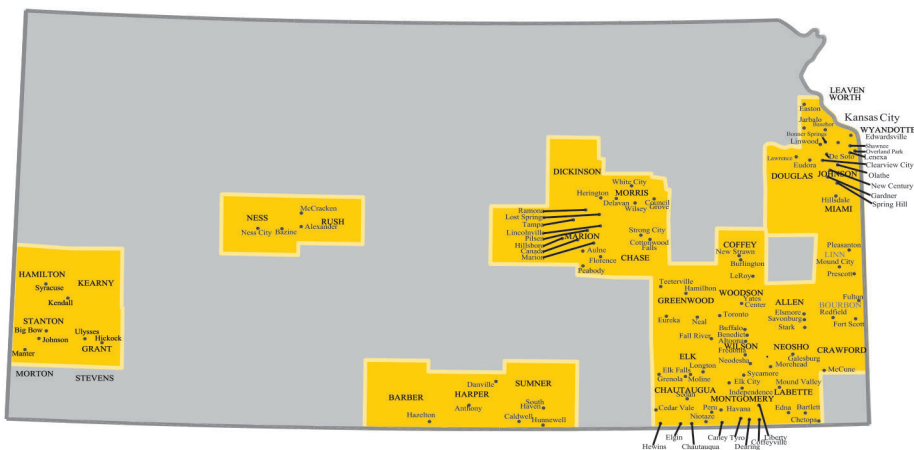 LEAVEN
WORTH
Easton
Jarbalo
Kansas City
Bonner Springs
WYANDOTTE
Edwardsville
Linwood
Shawnee
Overland Park
Lenexa
Lawrence
De Soto
Eudora
Clearview City
DOUGLAS
JOHNSON
Olathe
New Century
Gardner
Spring Hill
Hillsdale
MIAMI
DICKINSON
White City
MORRIS
Herington
Delavan
Council
Grove
Wilsey
Ramona
Lost Spring
Tampa
Lincolnville
Pilsen
Hillsboro
Canada
Marion
MARION
Aulne
Florence
Peabody
Strong City
Cottonwood
Falls
CHASE
NESS
McCracken
RUSH
Ness City
Bazine
Alexander
HAMILTON
Syracuse
KEARNY
Kendall
STANTON
Big Bow
Johnson
Ulysses
Hickock
Manter
GRANT
MORTON
STEVENS
COFFEY
New Strawn
Burlington
LeRoy
Pleasanton
LINN
Mound City
Prescott
Teeterville
Hamilton
GREENWOOD
WOODSON
Yates
Center
ALLEN
Elsmore
Savonburg
Stark
Fulton
BOURBON
Redfield
Fort Scott
Eureka
Neal
Toronto
Fall River
Buffalo
Benedict
Altoona
WILSON
Fredonia
Neodesha
NEOSHO
Galesburg
Morehead
CRAWFORD
McCune
ELK
Longton
Elk Falls
Grenola
Moline
Sycamore
Elk City
Mound Valley
CHAUTAUGUA
Independence
LABETTE
Sedan
MONTGOMERY
Cedar Vale
Peru
Havana
Niotaze
Edna
Bartlett
Chetopa
Hewins
Elgin
Chautauqua
Caney
Tyro
Dearing
Coffeyville
Liberty
BARBER
Danville
HARPER
SUMNER
Anthony
South
Haven
Hazelton
Caldwell
Hunnewell